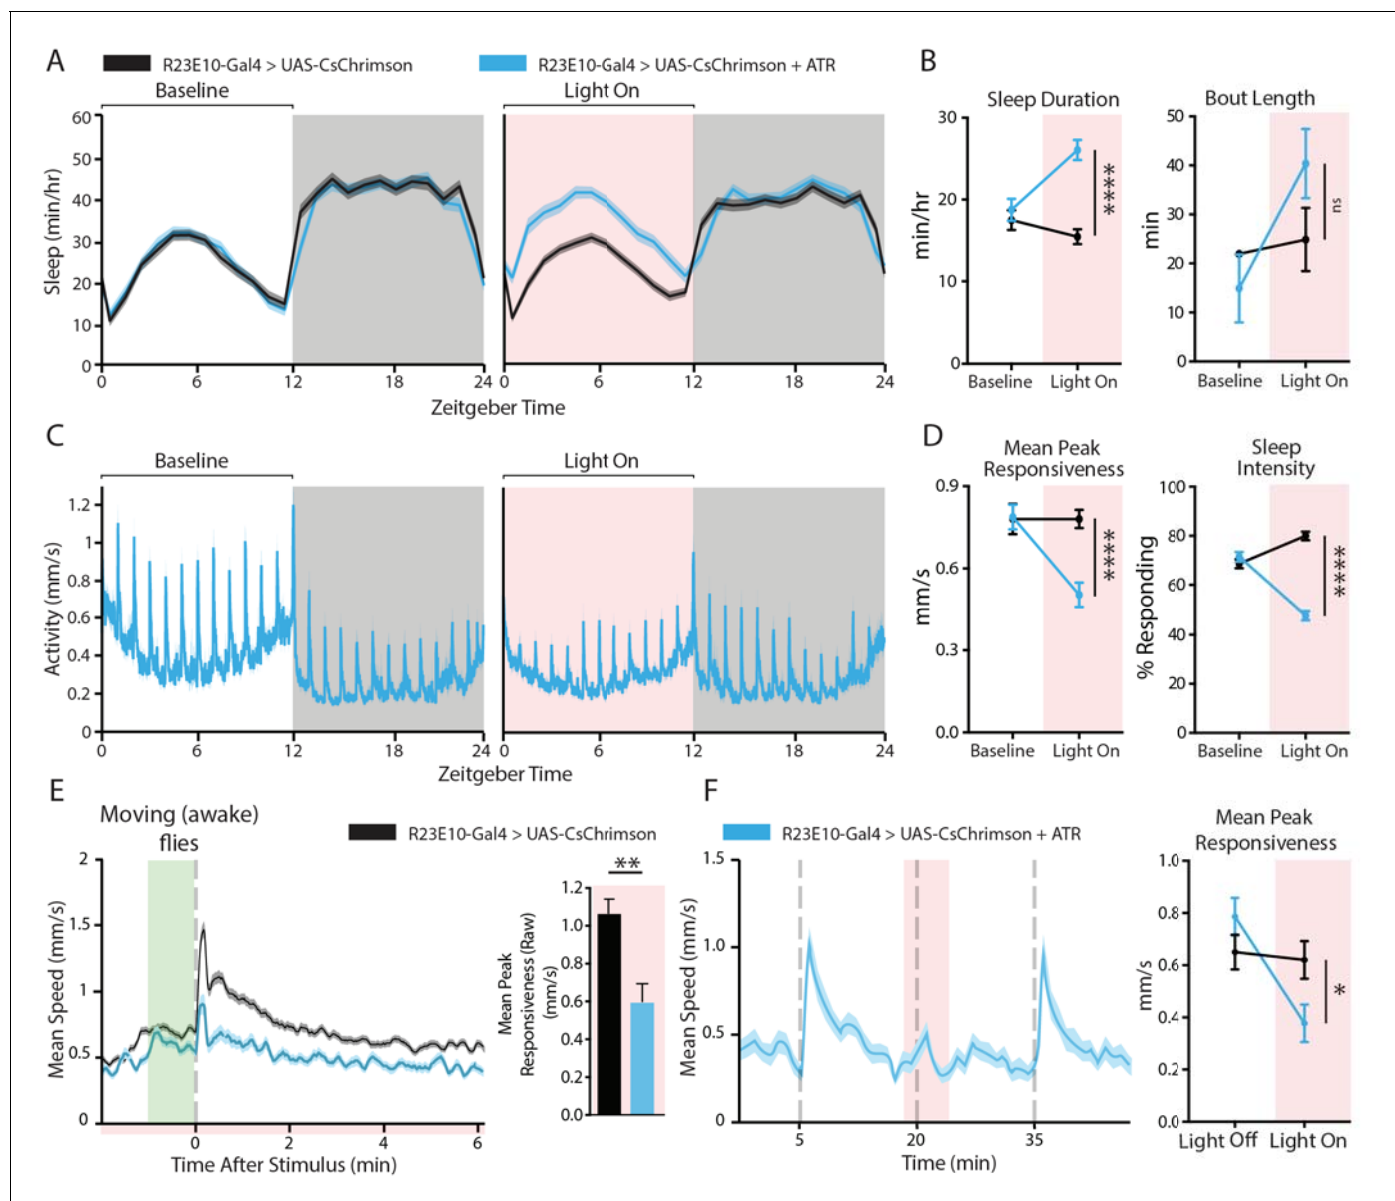 A
R23E10-Gal4 > UAS-CsChrimson
R23E10-Gal4 > UAS-CsChrimson + ATR
Baseline
Light On
60
50
40
30
20
10
0
Sleep (min/hr)
0
6
12
18
24
0
6
12
18
24
Zeitgeber Time
B
Sleep Duration
30
20
10
0
min/hr
****
Baseline
Light On
Bout Length
50
40
30
20
10
0
min
ns
Baseline
Light On
C
Baseline
Light On
1.2
1
0.8
0.6
0.4
0.2
0
Activity (mm/s)
0
6
12
18
24
0
6
12
18
24
Zeitgeber Time
D
Mean Peak
Responsiveness
0.9
0.6
0.3
0.0
mm/s
****
Baseline
Light On
Sleep
Intensity
100
80
60
40
20
0
% Responding
****
Baseline
Light On
E
Moving (awake)
flies
R23E10-Gal4 > UAS-CsChrimson
2
1.5
1
0.5
0
Mean Speed (mm/s)
0
2
4
6
Time After Stimulus (min)
**
1.2
1.0
0.8
0.6
0.4
0.2
0.0
Mean Peak
Responsiveness (Raw)
(mm/s)
F
R23E10-Gal4 > UAS-CsChrimson + ATR
1.5
1.0
0.5
0
Mean Speed (mm/s)
5
20
35
Time (min)
Mean Peak
Responsiveness
1.0
0.8
0.6
0.4
0.2
0.0
mm/s
*
Light Off
Light On